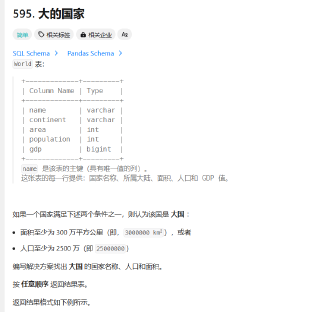 595. 大的国家
简单
相关标签
相关企业
Aa
SQL Schema >
Pandas Schema >
World 表：
+-------------+---------+
| Column Name | Type    |
+-------------+---------+
| name        | varchar |
| continent   | varchar |
| area        | int     |
| population  | int     |
| gdp         | bigint  |
+-------------+---------+
name 是该表的主键（具有唯一值的列）。
这张表的每一行提供：国家名称、所属大陆、面积、人口和 GDP 值。
如果一个国家满足下述两个条件之一，则认为该国是 大国 ：
• 面积至少为 300 万平方公里（即，3000000 km²），或者
• 人口至少为 2500 万（即 25000000）
编写解决方案找出 大国 的国家名称、人口和面积。
按 任意顺序 返回结果表。
返回结果格式如下例所示。